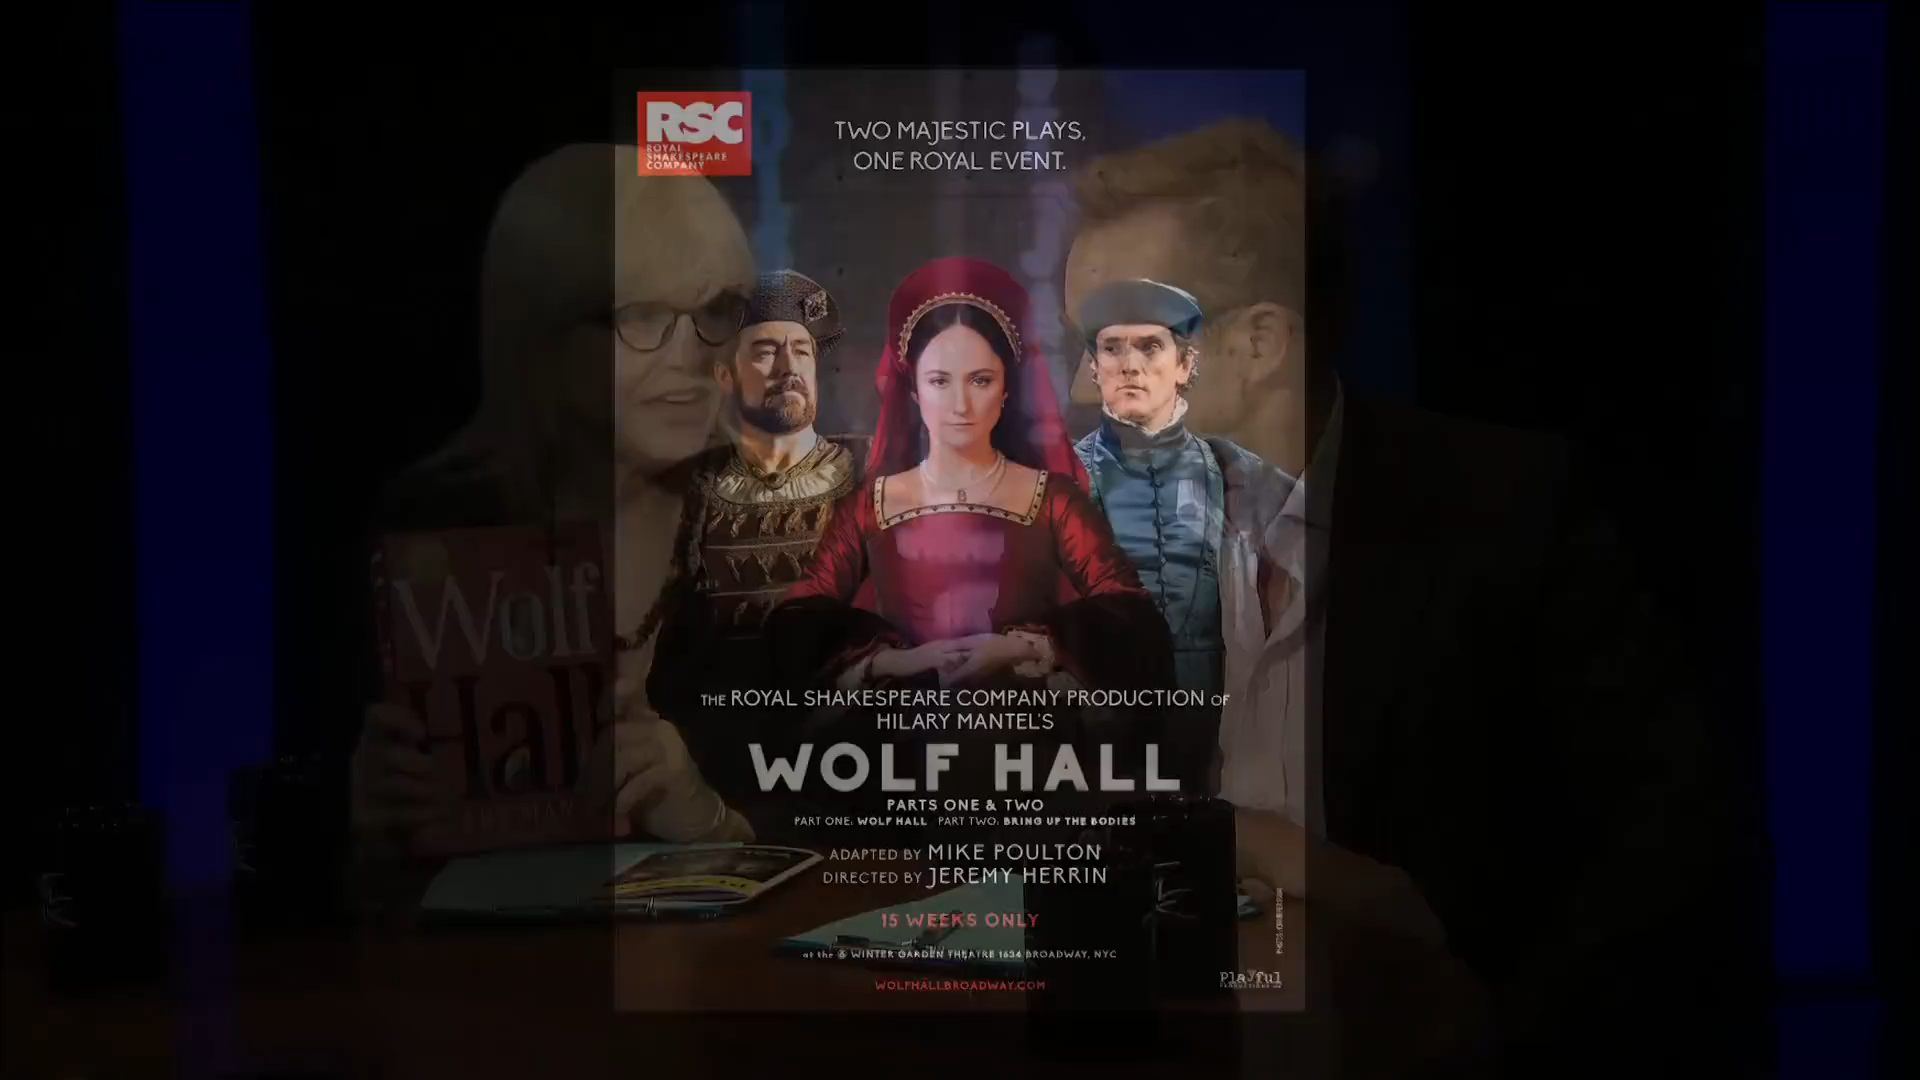 RSC
ROYAL
SHAKESPEARE
COMPANY
TWO MAJESTIC PLAYS,
ONE ROYAL EVENT.
Wolf
Hall
THE ROYAL SHAKESPEARE COMPANY PRODUCTION OF
HILARY MANTEL'S
WOLF HALL
PARTS ONE & TWO
PART ONE: WOLF HALL PART TWO: BRING UP THE BODIES
ADAPTED BY MIKE POULTON
DIRECTED BY JEREMY HERRIN
15 WEEKS ONLY
at the WINTER GARDEN THEATRE 1634 BROADWAY, NYC
WOLFHALLBROADWAY.COM
Playful